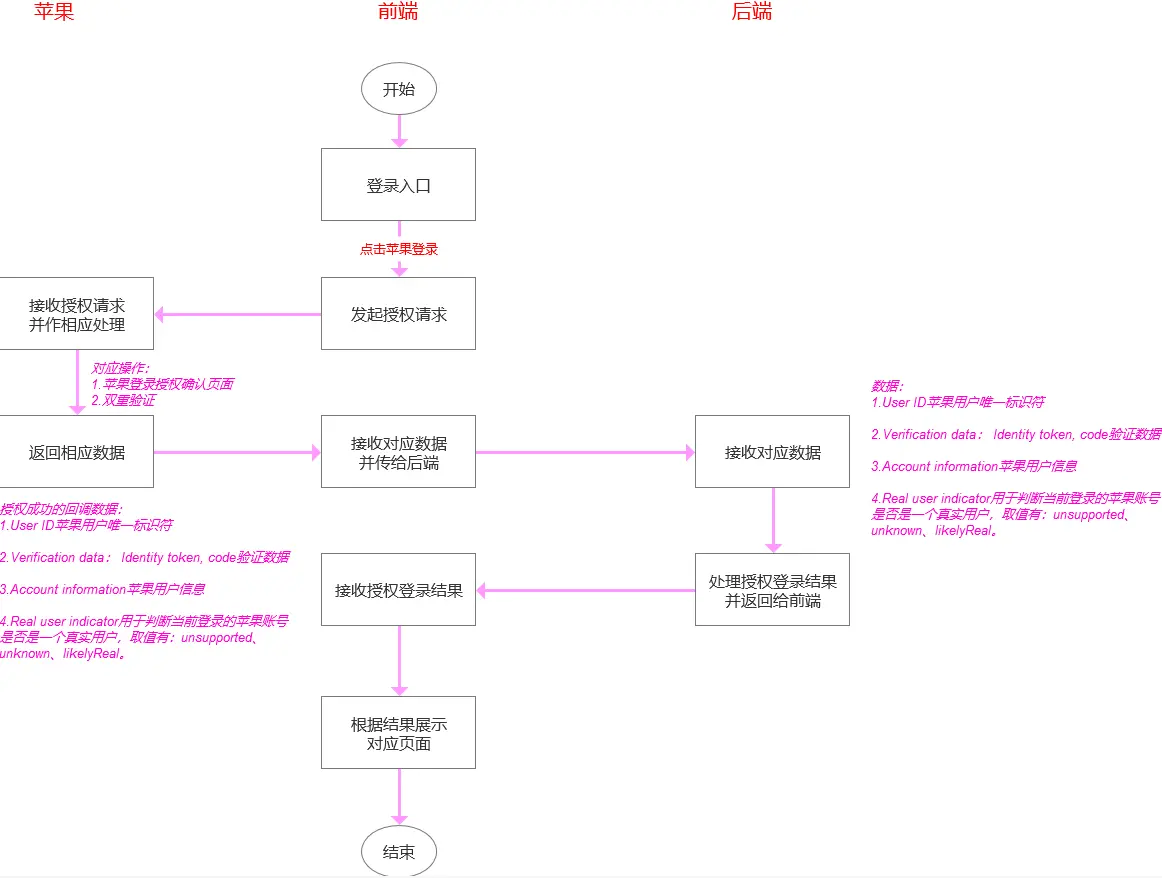 苹果
前端
后端
开始
登录入口
点击苹果登录
接收授权请求
并作相应处理
发起授权请求
对应操作：
1.苹果登录授权确认页面
2.双重验证
数据：
1.User ID苹果用户唯一标识符
2.Verification data： Identity token, code验证数据
3.Account information苹果用户信息
4.Real user indicator用于判断当前登录的苹果账号
是否是一个真实用户，取值有：unsupported、
unknown、likelyReal。
返回相应数据
接收对应数据
并传给后端
接收对应数据
授权成功的回调数据：
1.User ID苹果用户唯一标识符
2.Verification data： Identity token, code验证数据
3.Account information苹果用户信息
4.Real user indicator用于判断当前登录的苹果账号
是否是一个真实用户，取值有：unsupported、
unknown、likelyReal。
接收授权登录结果
处理授权登录结果
并返回给前端
根据结果展示
对应页面
结束